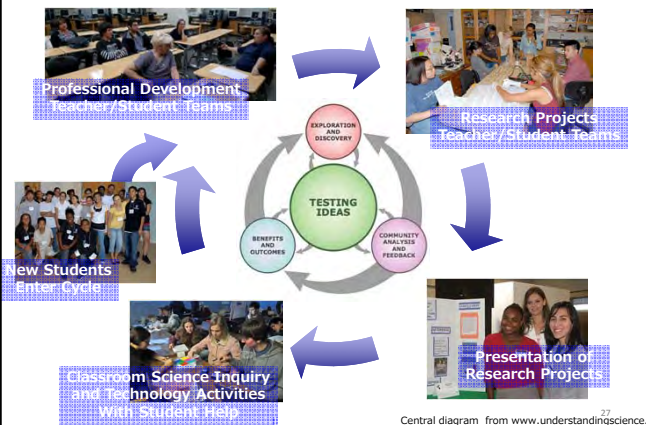 Professional Development
Teacher/Student Teams
Research Projects
Teacher/Student Teams
EXPLORATION
AND
DISCOVERY
TESTING
IDEAS
BENEFITS
AND
OUTCOMES
COMMUNITY
ANALYSIS
AND
FEEDBACK
New Students
Enter Cycle
Presentation of
Research Projects
Classroom Science Inquiry
and Technology Activities
With Student Help
27
Central diagram from www.understandingscience.